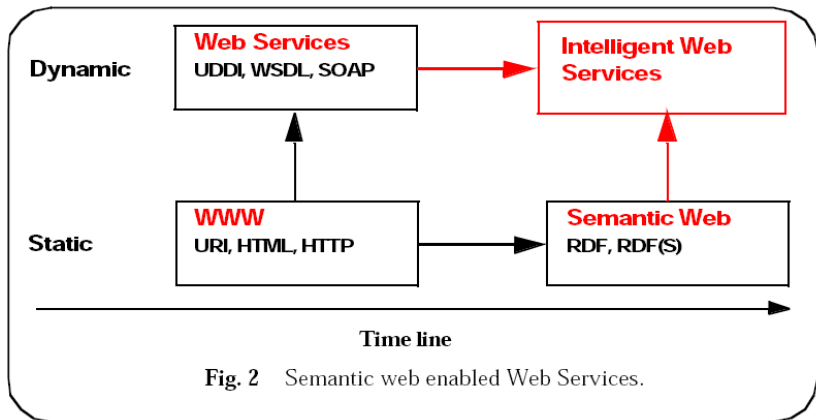 Dynamic
Web Services
UDDI, WSDL, SOAP
Intelligent Web
Services
Static
WWW
URI, HTML, HTTP
Semantic Web
RDF, RDF(S)
Time line
Fig. 2 Semantic web enabled Web Services.